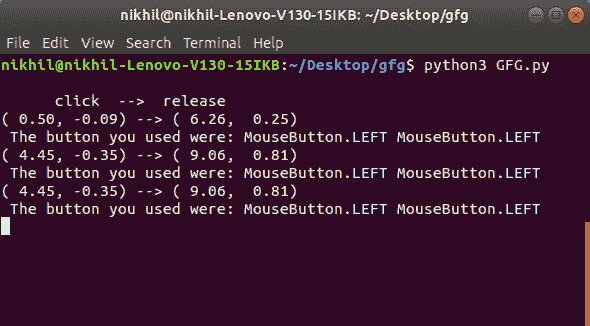 nikhil@nikhil-Lenovo-V130-15IKB: ~/Desktop/gfg
File Edit View Search Terminal Help
nikhil@nikhil-Lenovo-V130-15IKB:~/Desktop/gfg$ python3 GFG.py
click --> release
( 0.50, -0.09) --> ( 6.26,  0.25)
The button you used were: MouseButton.LEFT MouseButton.LEFT
( 4.45, -0.35) --> ( 9.06,  0.81)
The button you used were: MouseButton.LEFT MouseButton.LEFT
( 4.45, -0.35) --> ( 9.06,  0.81)
The button you used were: MouseButton.LEFT MouseButton.LEFT